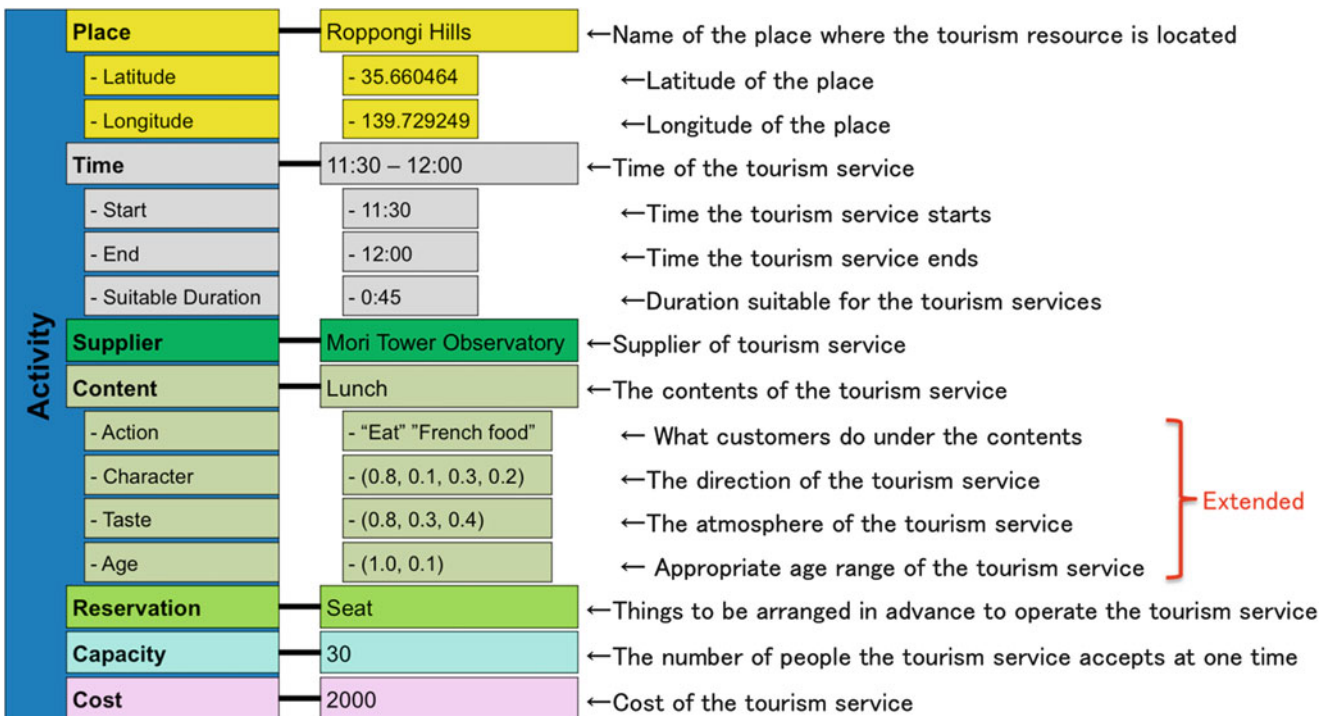 Activity
Place Roppongi Hills ←Name of the place where the tourism resource is located
- Latitude - 35.660464 ←Latitude of the place
- Longitude - 139.729249 ←Longitude of the place
Time 11:30 – 12:00 ←Time of the tourism service
- Start - 11:30 ←Time the tourism service starts
- End - 12:00 ←Time the tourism service ends
- Suitable Duration - 0:45 ←Duration suitable for the tourism services
Supplier Mori Tower Observatory ←Supplier of tourism service
Content Lunch ←The contents of the tourism service
- Action - “Eat” ”French food” ← What customers do under the contents
- Character - (0.8, 0.1, 0.3, 0.2) ←The direction of the tourism service
- Taste - (0.8, 0.3, 0.4) ←The atmosphere of the tourism service
- Age - (1.0, 0.1) ← Appropriate age range of the tourism service
Extended
Reservation Seat ←Things to be arranged in advance to operate the tourism service
Capacity 30 ←The number of people the tourism service accepts at one time
Cost 2000 ←Cost of the tourism service